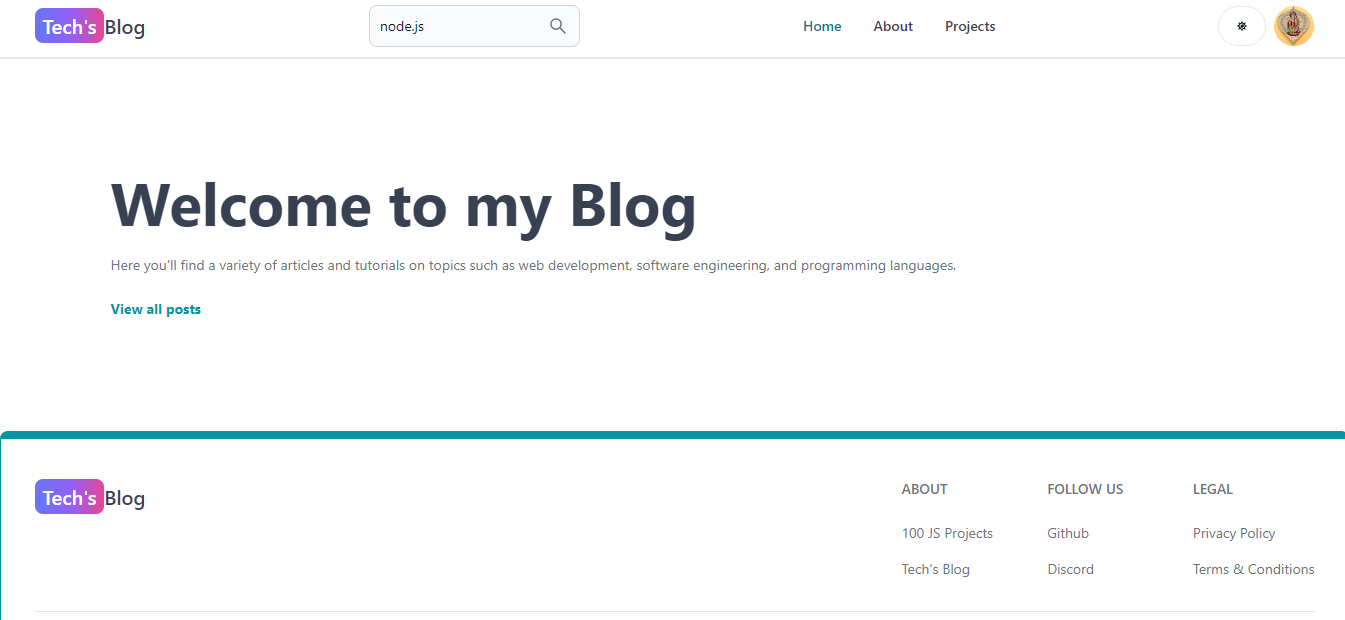 Tech's Blog
node.js
Home
About
Projects
Welcome to my Blog
Here you'll find a variety of articles and tutorials on topics such as web development, software engineering, and programming languages.
View all posts
Tech's Blog
ABOUT
100 JS Projects
Tech's Blog
FOLLOW US
Github
Discord
LEGAL
Privacy Policy
Terms & Conditions